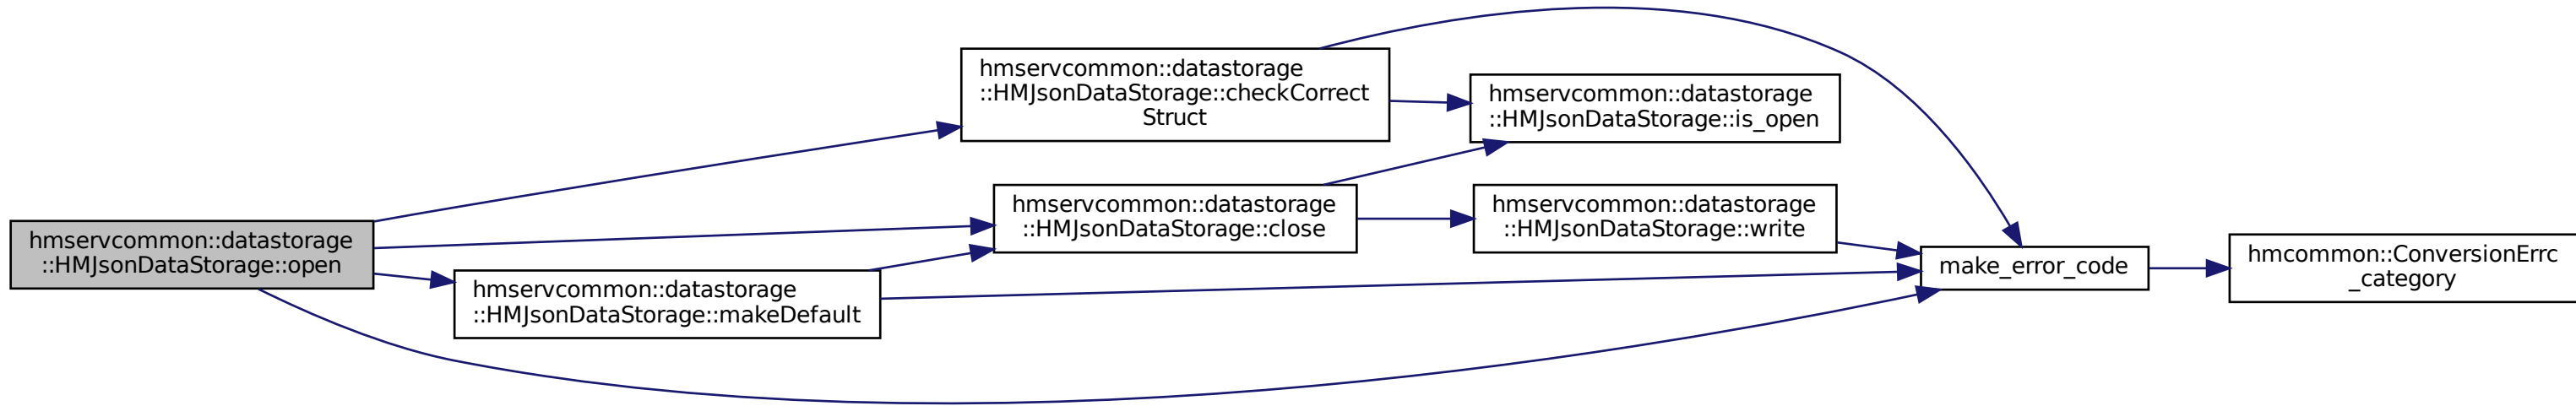 hmservcommon::datastorage
::HMJsonDataStorage::open
hmservcommon::datastorage
::HMJsonDataStorage::checkCorrect
Struct
hmservcommon::datastorage
::HMJsonDataStorage::is_open
hmservcommon::datastorage
::HMJsonDataStorage::close
hmservcommon::datastorage
::HMJsonDataStorage::write
hmservcommon::datastorage
::HMJsonDataStorage::makeDefault
make_error_code
hmcommon::ConversionErrc
_category